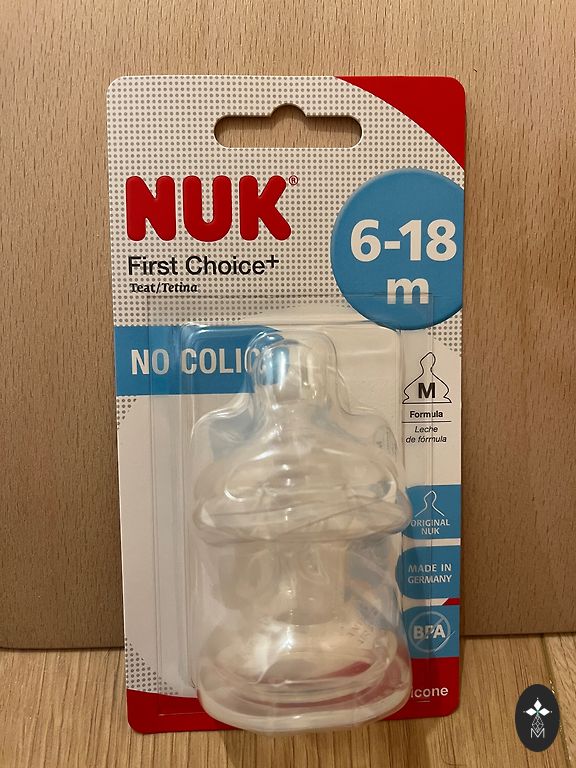 NUK®
First Choice+
Teat/Tetina
6-18
m
NO COLIC
M
Formula
Leche
de fórmula
ORIGINAL
NUK
MADE IN
GERMANY
BPA
icone
M